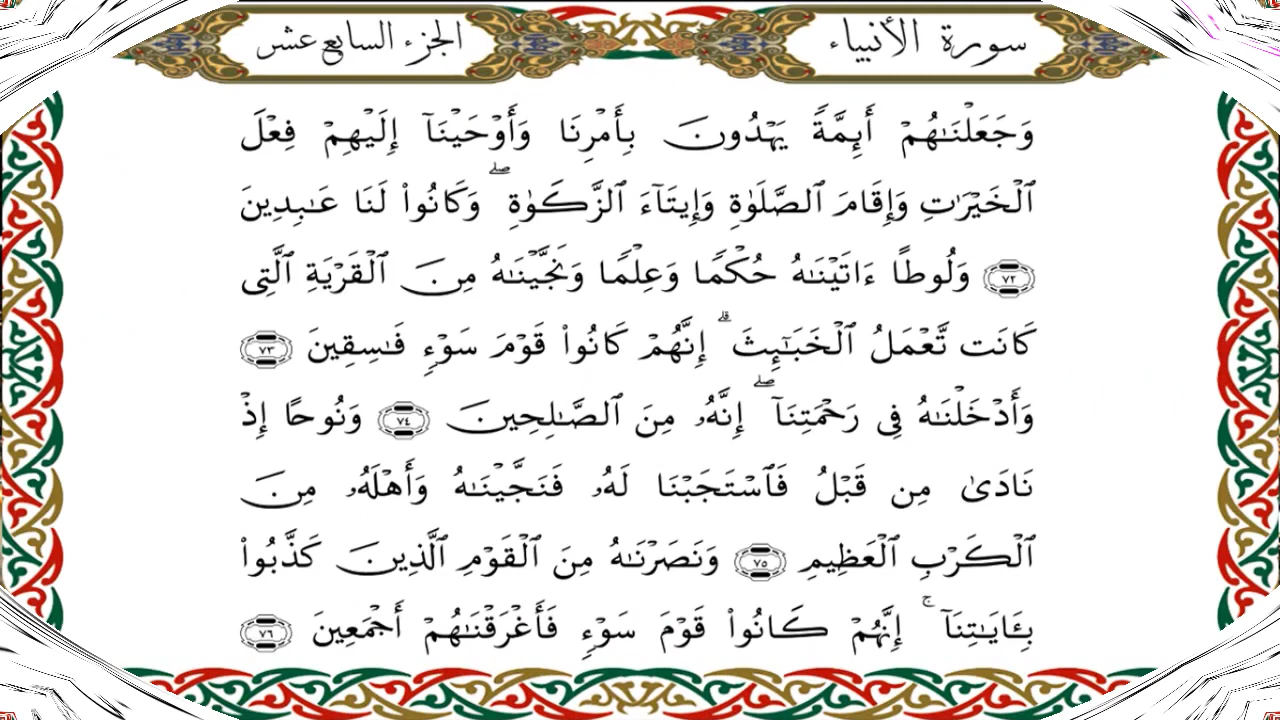 سورة الأنبياء
الجزء السابع عشر
وَجَعَلْنَٰهُمْ أَئِمَّةً يَهْدُونَ بِأَمْرِنَا وَأَوْحَيْنَآ إِلَيْهِمْ فِعْلَ
ٱلْخَيْرَٰتِ وَإِقَامَ ٱلصَّلَوٰةِ وَإِيتَآءَ ٱلزَّكَوٰةِ ۖ وَكَانُوا۟ لَنَا عَٰبِدِينَ
٧٢ وَلُوطًا ءَاتَيْنَٰهُ حُكْمًا وَعِلْمًا وَنَجَّيْنَٰهُ مِنَ ٱلْقَرْيَةِ ٱلَّتِى
كَانَت تَّعْمَلُ ٱلْخَبَٰٓئِثَ ۗ إِنَّهُمْ كَانُوا۟ قَوْمَ سَوْءٍ فَٰسِقِينَ ٧٣
وَأَدْخَلْنَٰهُ فِى رَحْمَتِنَآ ۖ إِنَّهُۥ مِنَ ٱلصَّٰلِحِينَ ٧٤ وَنُوحًا إِذْ
نَادَىٰ مِن قَبْلُ فَٱسْتَجَبْنَا لَهُۥ فَنَجَّيْنَٰهُ وَأَهْلَهُۥ مِنَ
ٱلْكَرْبِ ٱلْعَظِيمِ ٧٥ وَنَصَرْنَٰهُ مِنَ ٱلْقَوْمِ ٱلَّذِينَ كَذَّبُوا۟
بِـَٔايَٰتِنَآ ۚ إِنَّهُمْ كَانُوا۟ قَوْمَ سَوْءٍ فَأَغْرَقْنَٰهُمْ أَجْمَعِينَ ٧٦